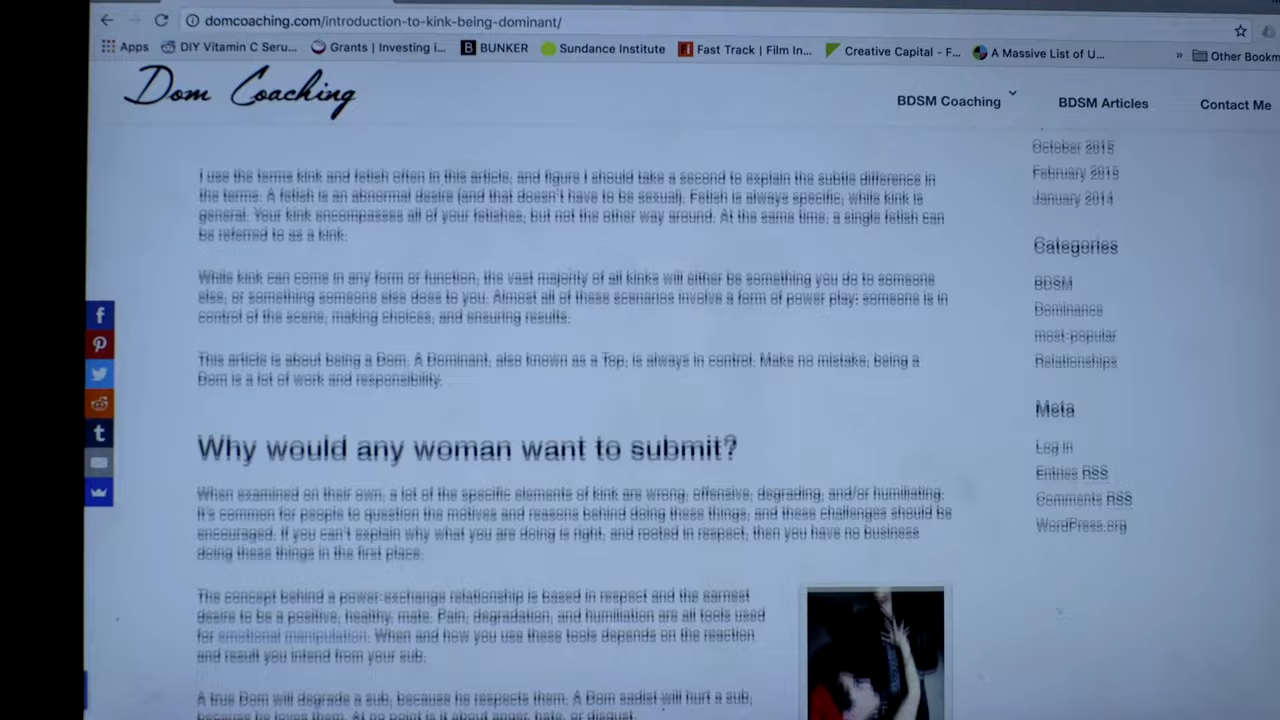 domcoaching.com/introduction-to-kink-being-dominant/
Apps DIY Vitamin C Seru... Grants | Investing i... BUNKER Sundance Institute Fast Track | Film In... Creative Capital - F... A Massive List of U... » Other Bookm
Dom Coaching
BDSM Coaching BDSM Articles Contact Me
I use the terms kink and fetish often in this article, and figure I should take a second to explain the subtle difference in
the terms. A fetish is an abnormal desire (and that doesn't have to be sexual). Fetish is always specific, while kink is
general. Your kink encompasses all of your fetishes, but not the other way around. At the same time, a single fetish can
be referred to as a kink.
While kink can come in any form or function, the vast majority of all kinks will either be something you do to someone
else, or something someone else does to you. Almost all of these scenarios involve a form of power play: someone is in
control of the scene, making choices, and ensuring results.
This article is about being a Dom. A Dominant, also known as a Top, is always in control. Make no mistake, being a
Dom is a lot of work and responsibility.
Why would any woman want to submit?
When examined on their own, a lot of the specific elements of kink are wrong, offensive, degrading, and/or humiliating.
It's common for people to question the motives and reasons behind doing these things, and these challenges should be
encouraged. If you can't explain why what you are doing is right, and rooted in respect, then you have no business
doing these things in the first place.
The concept behind a power-exchange relationship is based in respect and the earnest
desire to be a positive, healthy, mate. Pain, degradation, and humiliation are all tools used
for emotional manipulation. When and how you use these tools depends on the reaction
and result you intend from your sub.
A true Dom will degrade a sub, because he respects them. A Dom sadist will hurt a sub,
because he loves them. At no point is it about anger, hate, or disgust.
October 2015
February 2015
January 2014
Categories
BDSM
Dominance
most-popular
Relationships
Meta
Log in
Entries RSS
Comments RSS
WordPress.org